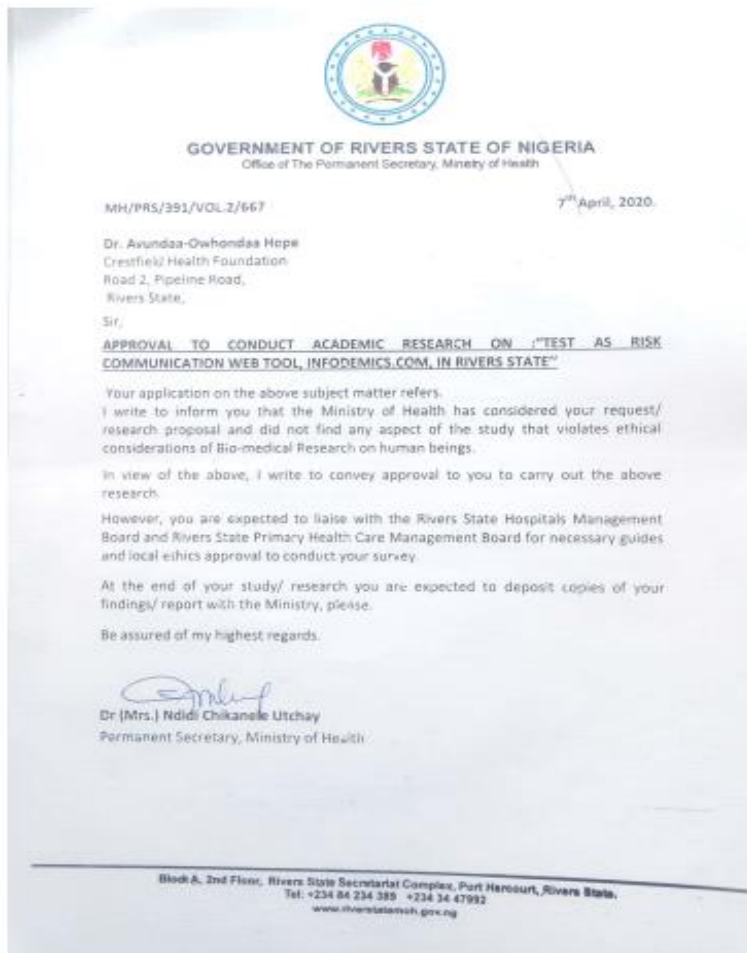 GOVERNMENT OF RIVERS STATE OF NIGERIA
Office of The Permanent Secretary, Ministry of Health
MH/PRS/391/VOL.2/667
7th April, 2020.
Dr. Avundaa-Owhondaa Hope
Crestfield Health Foundation
Road 2, Pipeline Road,
Rivers State,
Sir,
APPROVAL TO CONDUCT ACADEMIC RESEARCH ON :"TEST AS RISK
COMMUNICATION WEB TOOL, INFODEMICS.COM, IN RIVERS STATE"
Your application on the above subject matter refers.
I write to inform you that the Ministry of Health has considered your request/
research proposal and did not find any aspect of the study that violates ethical
considerations of Bio-medical Research on human beings.
In view of the above, I write to convey approval to you to carry out the above
research.
However, you are expected to liaise with the Rivers State Hospitals Management
Board and Rivers State Primary Health Care Management Board for necessary guides
and local ethics approval to conduct your survey.
At the end of your study/ research you are expected to deposit copies of your
findings/ report with the Ministry, please.
Be assured of my highest regards.
Dr (Mrs.) Ndidi Chikanele Utchay
Permanent Secretary, Ministry of Health
Block A, 2nd Floor, Rivers State Secretariat Complex, Port Harcourt, Rivers State.
Tel: +234 84 234 385 +234 34 47992